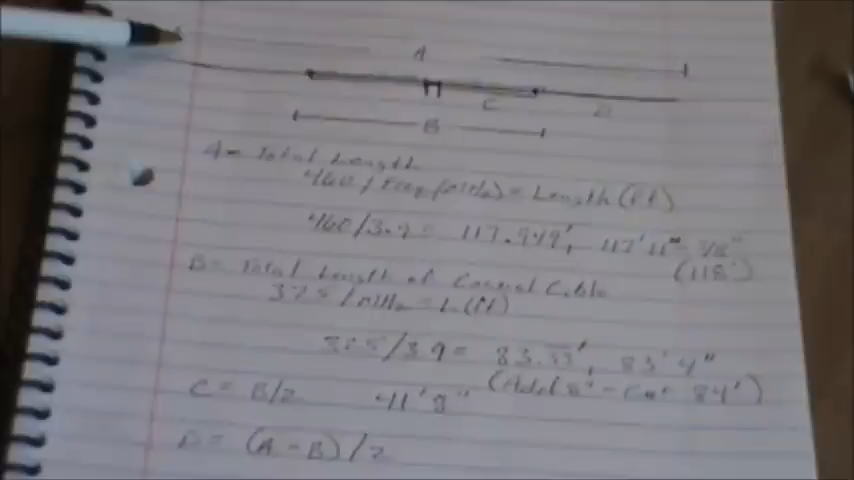 A
C
D
B
A = Total Length
460 / Freq (MHz) = Length (ft)
460/3.9 = 117.949', 117' 11" 3/8"
(118')
B = Total Length of Coaxial Cable
325 / MHz = L (ft)
325/3.9 = 83.33', 83' 4"
(Add 8" - Cut 84')
C = B/2 41' 8"
D = (A - B) / 2